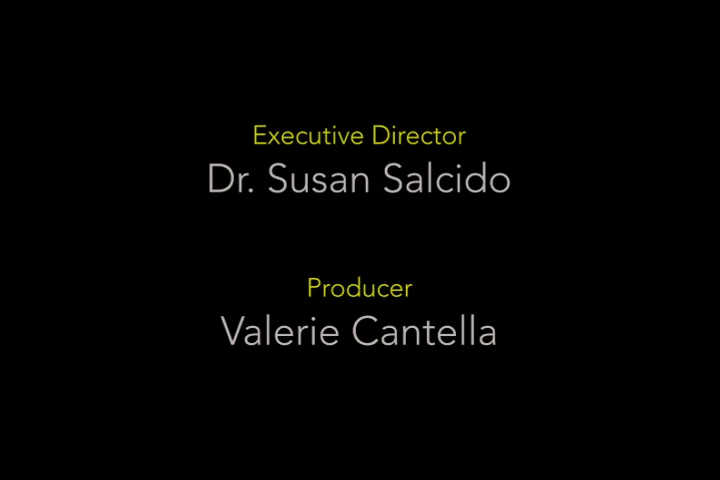 Executive Director
Dr. Susan Salcido
Producer
Valerie Cantella